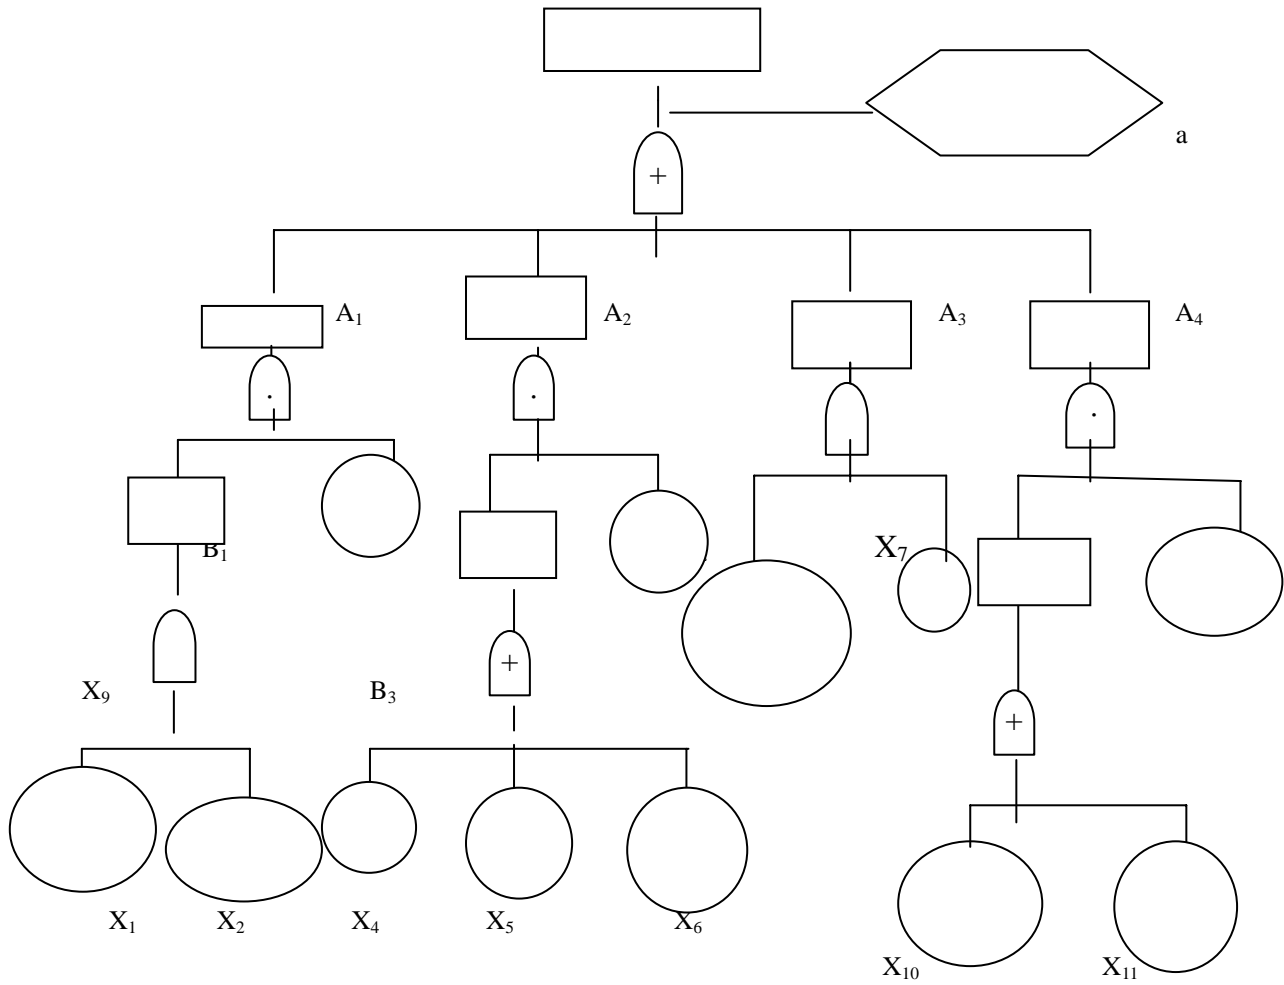 a
+
A₁
A₂
A₃
A₄
.
.
.
X₇
B₁
+
X₉
B₃
+
X₁
X₂
X₄
X₅
X₆
X₁₀
X₁₁